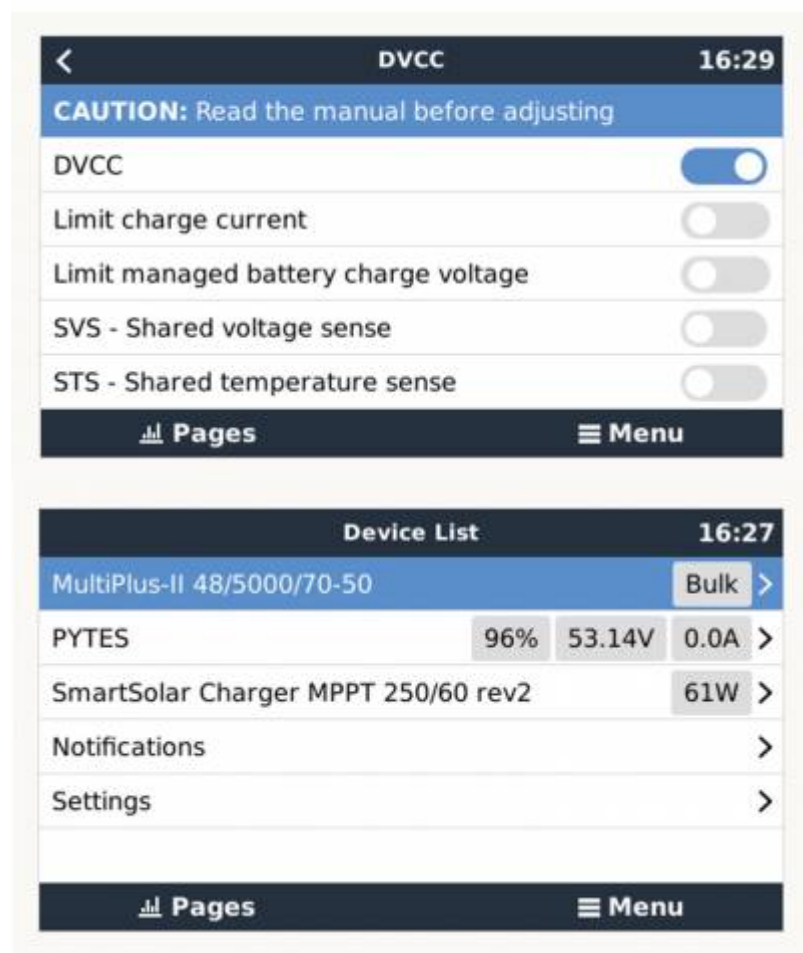 DVCC 16:29
CAUTION: Read the manual before adjusting
DVCC
Limit charge current
Limit managed battery charge voltage
SVS - Shared voltage sense
STS - Shared temperature sense
Pages Menu
Device List 16:27
MultiPlus-II 48/5000/70-50 Bulk
PYTES 96% 53.14V 0.0A
SmartSolar Charger MPPT 250/60 rev2 61W
Notifications
Settings
Pages Menu